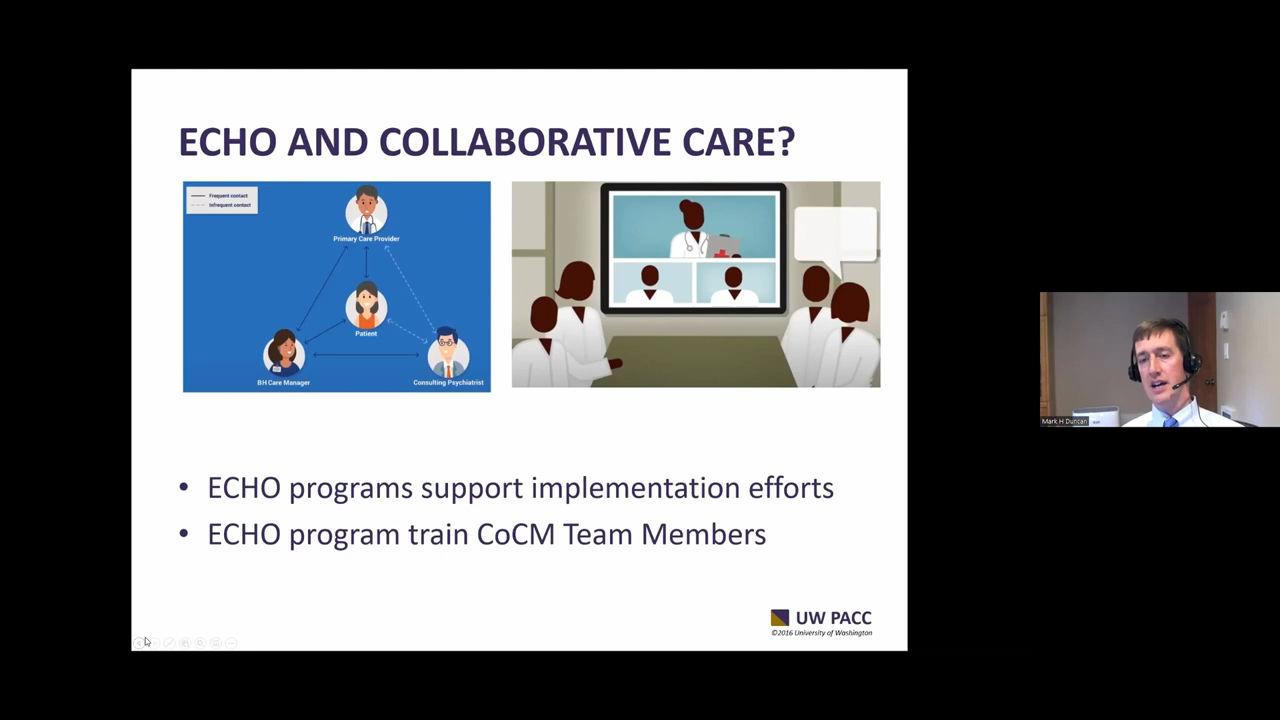 ECHO AND COLLABORATIVE CARE?
Frequent contact
Infrequent contact
Primary Care Provider
Patient
BH Care Manager
Consulting Psychiatrist
• ECHO programs support implementation efforts
• ECHO program train CoCM Team Members
UW PACC
©2016 University of Washington
Mark H Duncan